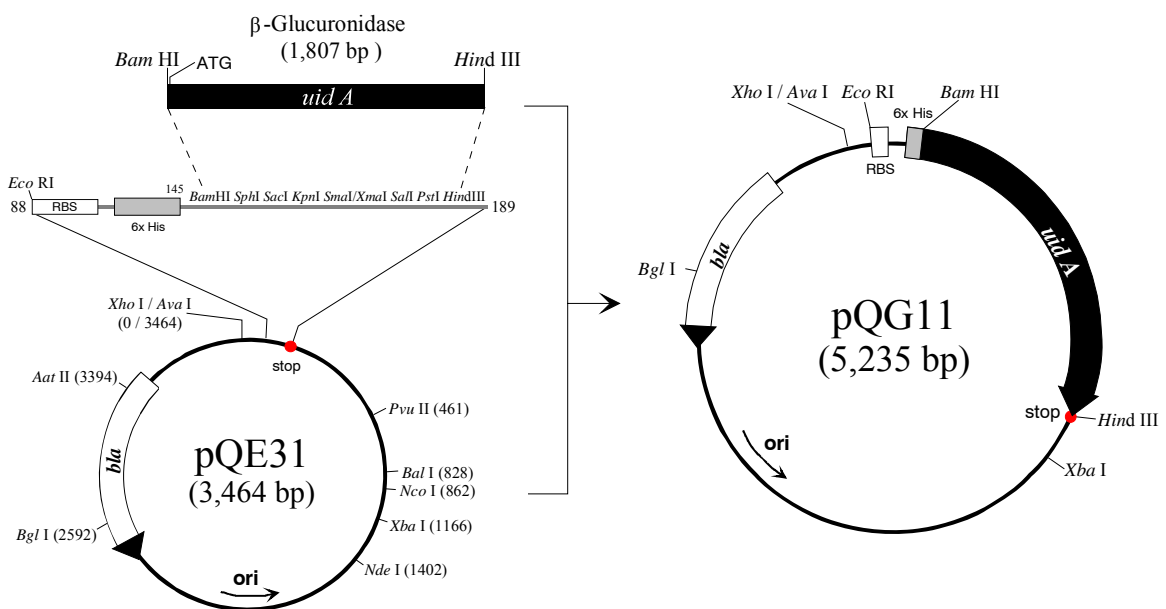 β-Glucuronidase
(1,807 bp )
Bam HI
ATG
Hind III
uid A
Eco RI
145
BamHI SphI SacI KpnI SmaI/XmaI SalI PstI HindIII
88
RBS
6x His
189
Xho I / Ava I
(0 / 3464)
stop
Aat II (3394)
Pvu II (461)
bla
pQE31
(3,464 bp)
Bal I (828)
Nco I (862)
Bgl I (2592)
Xba I (1166)
Nde I (1402)
ori
Xho I / Ava I
Eco RI
Bam HI
6x His
RBS
uid A
bla
Bgl I
pQG11
(5,235 bp)
stop
Hind III
ori
Xba I